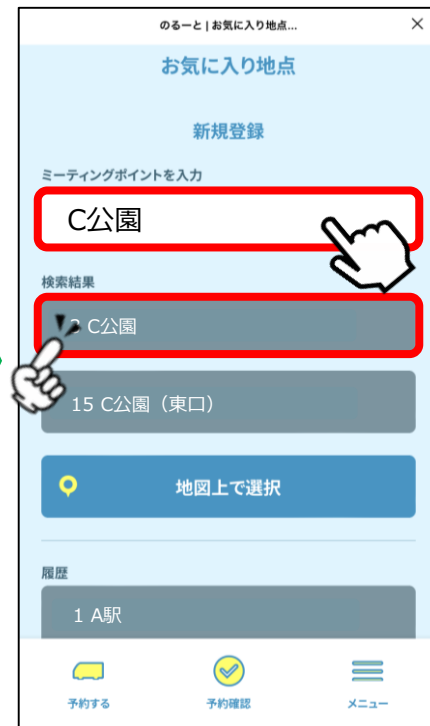 のるーと | お気に入り地点...
お気に入り地点
新規登録
ミーティングポイントを入力
C公園
検索結果
3 C公園
15 C公園（東口）
地図上で選択
履歴
1 A駅
予約する
予約確認
メニュー